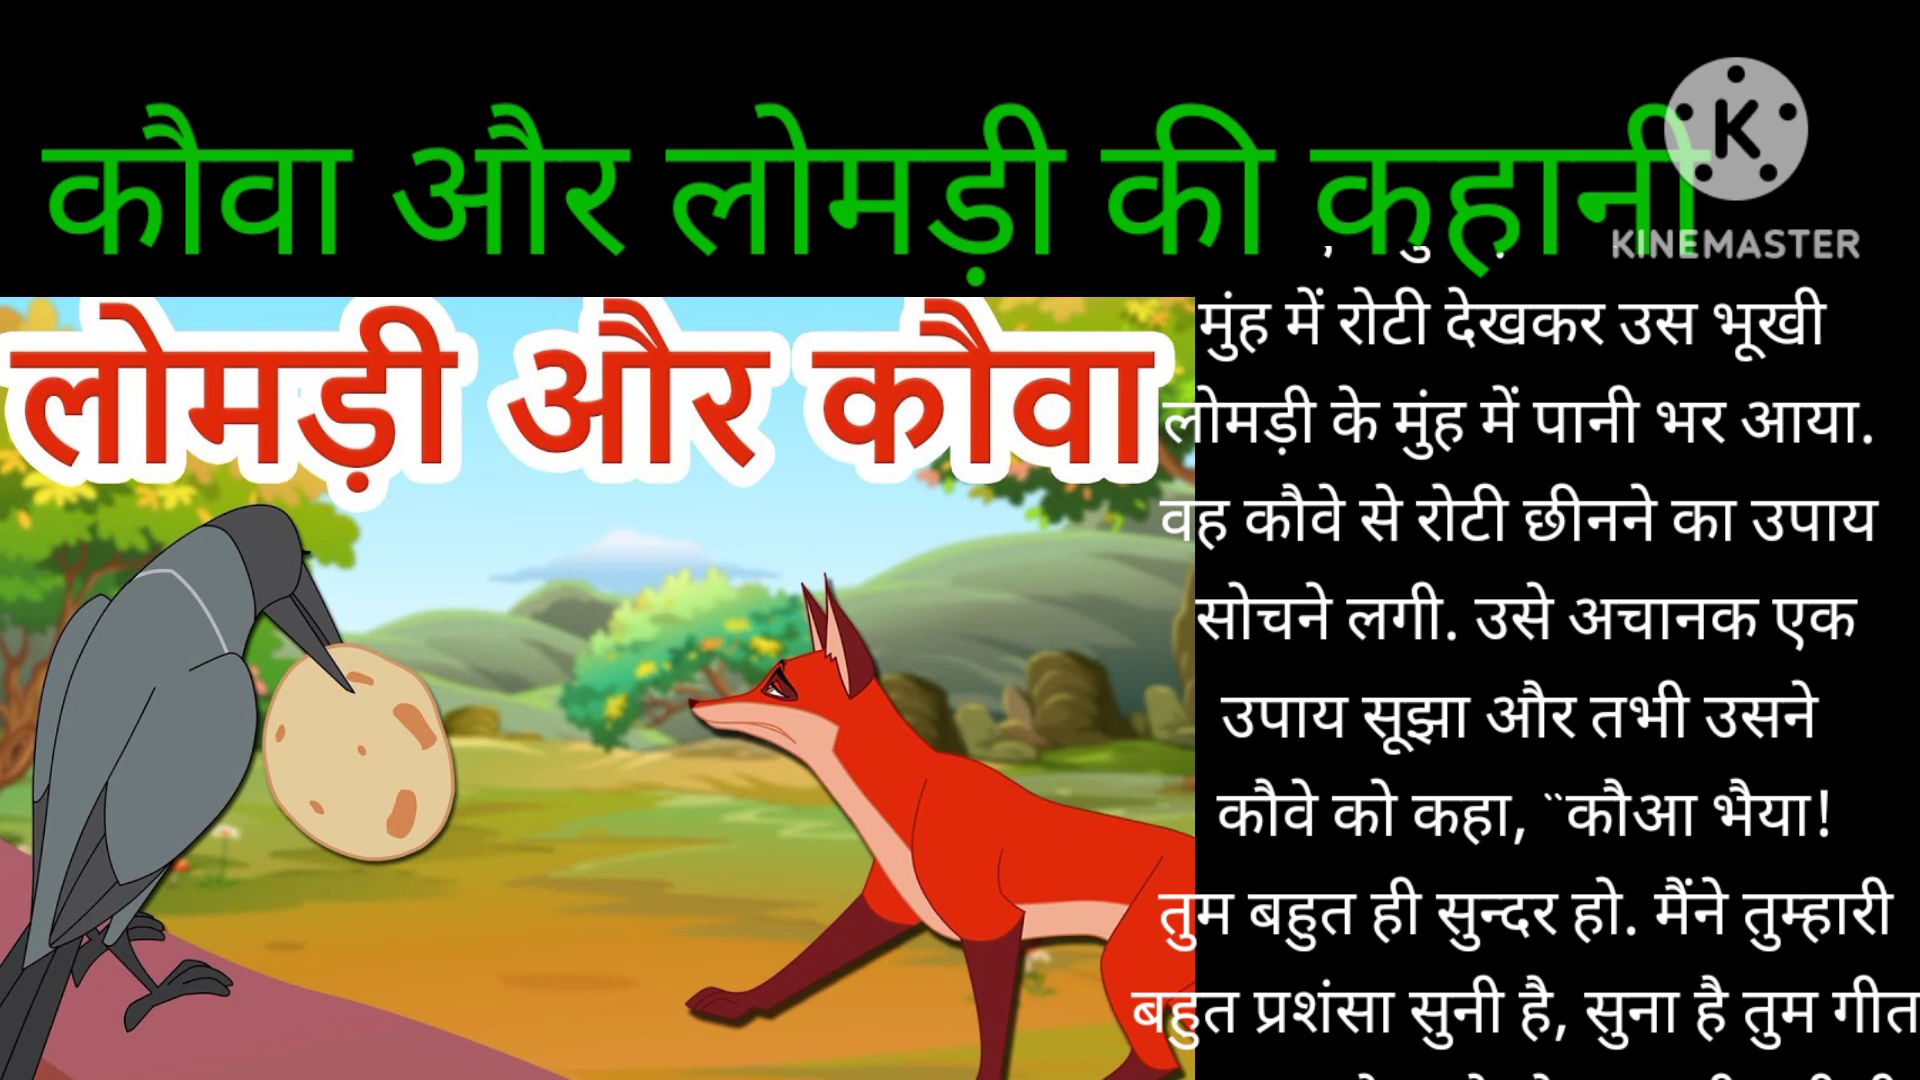 कौवा और लोमड़ी की कहानी
KINEMASTER
लोमड़ी और कौवा
मुंह में रोटी देखकर उस भूखी
लोमड़ी के मुंह में पानी भर आया.
वह कौवे से रोटी छीनने का उपाय
सोचने लगी. उसे अचानक एक
उपाय सूझा और तभी उसने
कौवे को कहा, ¨कौआ भैया!
तुम बहुत ही सुन्दर हो. मैंने तुम्हारी
बहुत प्रशंसा सुनी है, सुना है तुम गीत